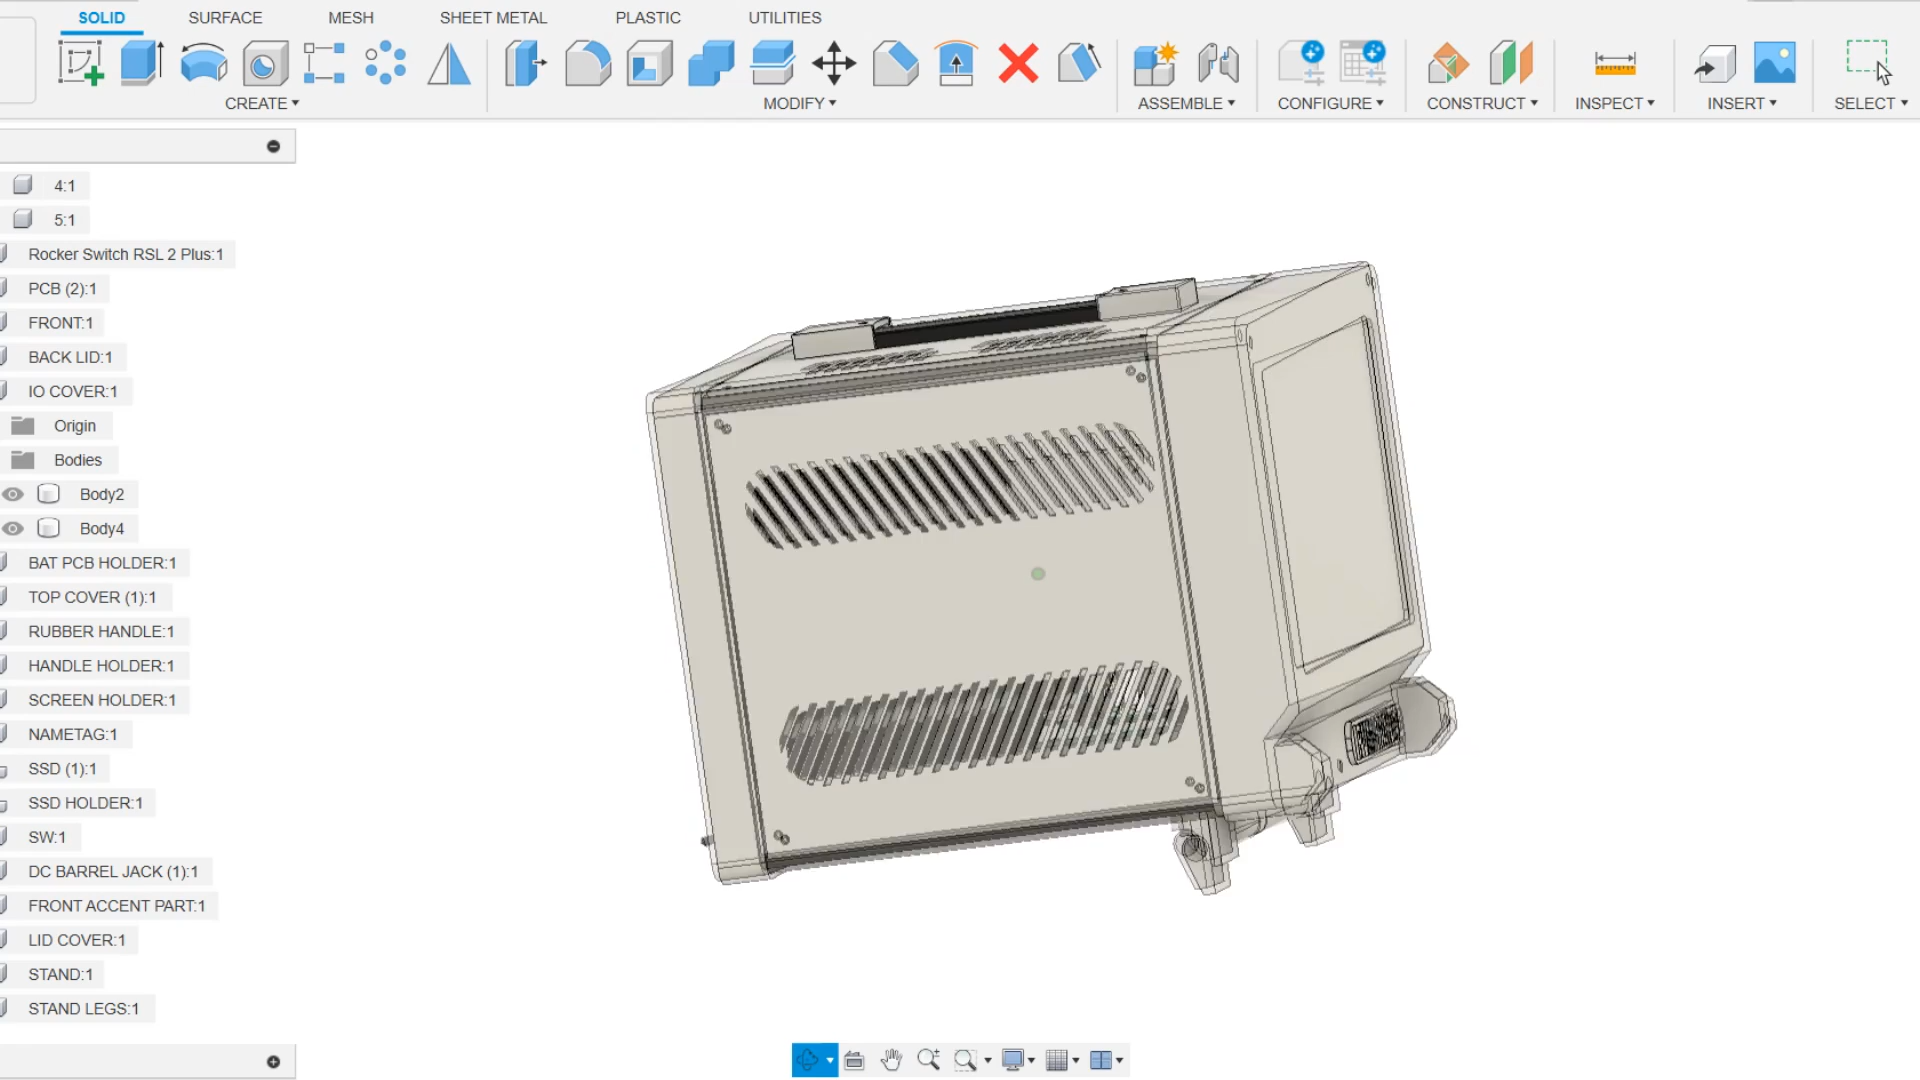 SOLID SURFACE MESH SHEET METAL PLASTIC UTILITIES
CREATE MODIFY ASSEMBLE CONFIGURE CONSTRUCT INSPECT INSERT SELECT
4:1
5:1
Rocker Switch RSL 2 Plus:1
PCB (2):1
FRONT:1
BACK LID:1
IO COVER:1
Origin
Bodies
Body2
Body4
BAT PCB HOLDER:1
TOP COVER (1):1
RUBBER HANDLE:1
HANDLE HOLDER:1
SCREEN HOLDER:1
NAMETAG:1
SSD (1):1
SSD HOLDER:1
SW:1
DC BARREL JACK (1):1
FRONT ACCENT PART:1
LID COVER:1
STAND:1
STAND LEGS:1